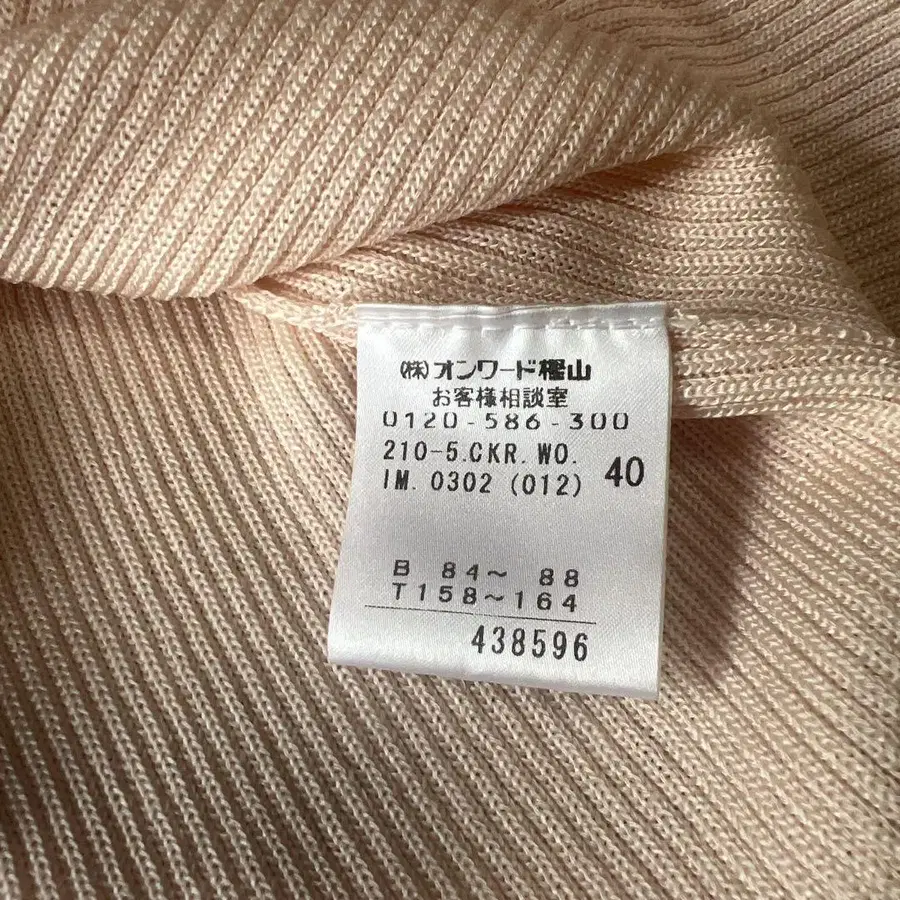 (株)オンワード樫山
お客様相談室
0120-586-300
210-5.CKR.WO. 40
IM.0302(012)
B 84～ 88
T158～164
438596